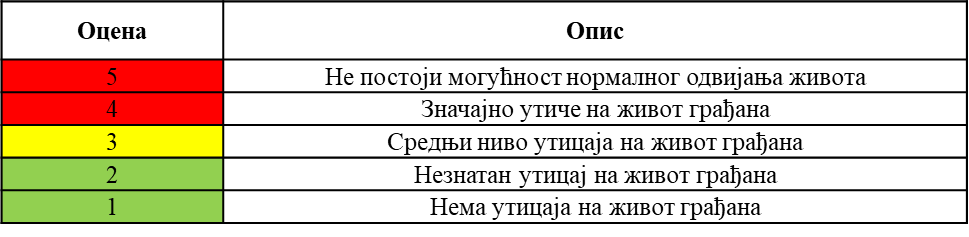 Оцена Опис
5 Не постоји могућност нормалног одвијања живота
4 Значајно утиче на живот грађана
3 Средњи ниво утицаја на живот грађана
2 Незнатан утицај на живот грађана
1 Нема утицаја на живот грађана